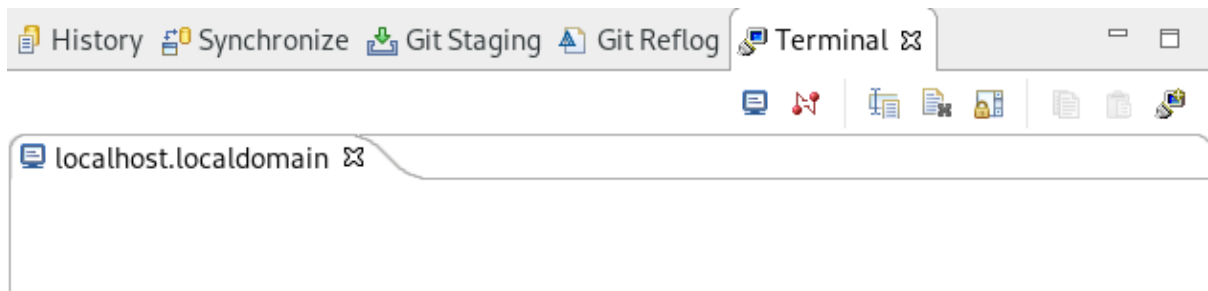 History Synchronize Git Staging Git Reflog Terminal
localhost.localdomain